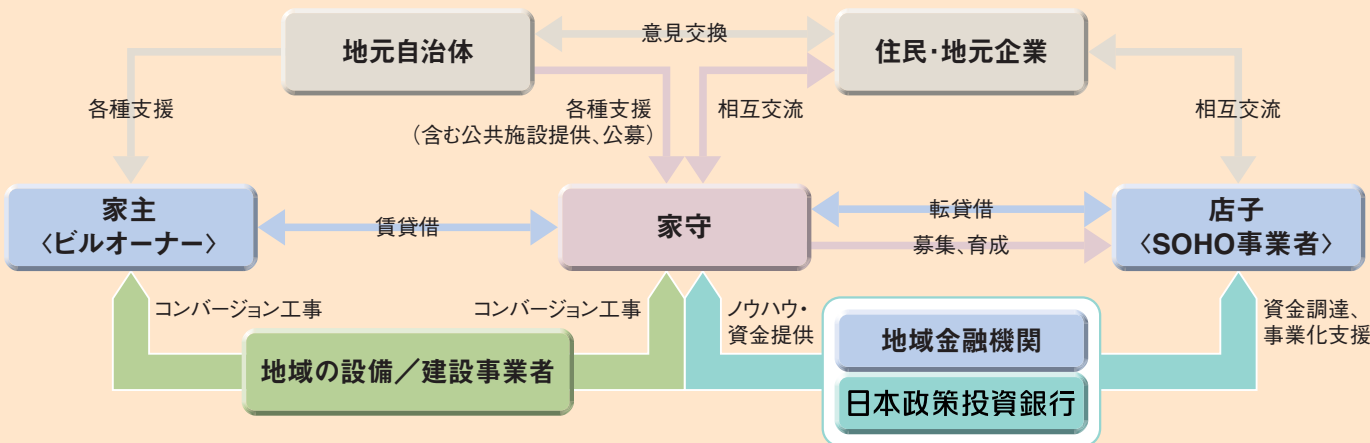 地元自治体
意見交換
住民・地元企業
各種支援
各種支援
（含む公共施設提供、公募）
相互交流
相互交流
家主
〈ビルオーナー〉
賃貸借
家守
転貸借
募集、育成
店子
〈SOHO事業者〉
コンバージョン工事
コンバージョン工事
ノウハウ・
資金提供
資金調達、
事業化支援
地域の設備／建設事業者
地域金融機関
日本政策投資銀行